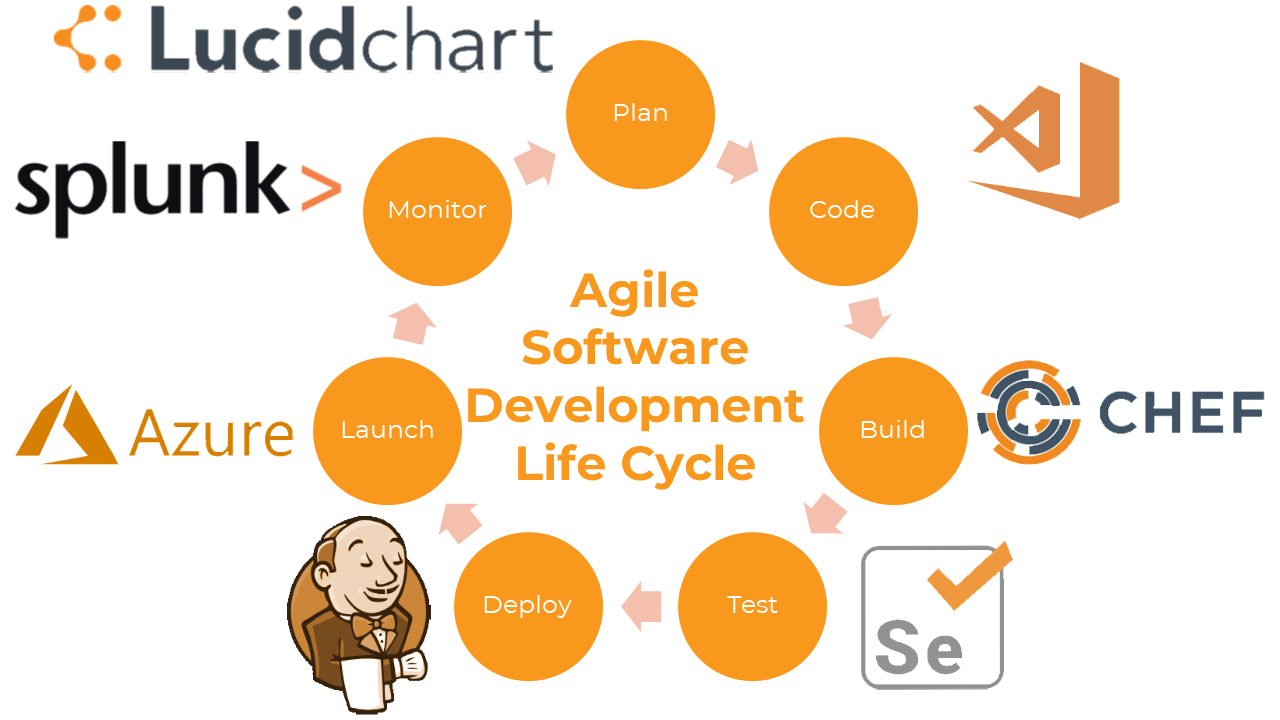 Lucidchart
Plan
splunk>
Monitor
Code
Agile
Software
Development
Life Cycle
Azure
Launch
Build
CHEF
Deploy
Test
Se